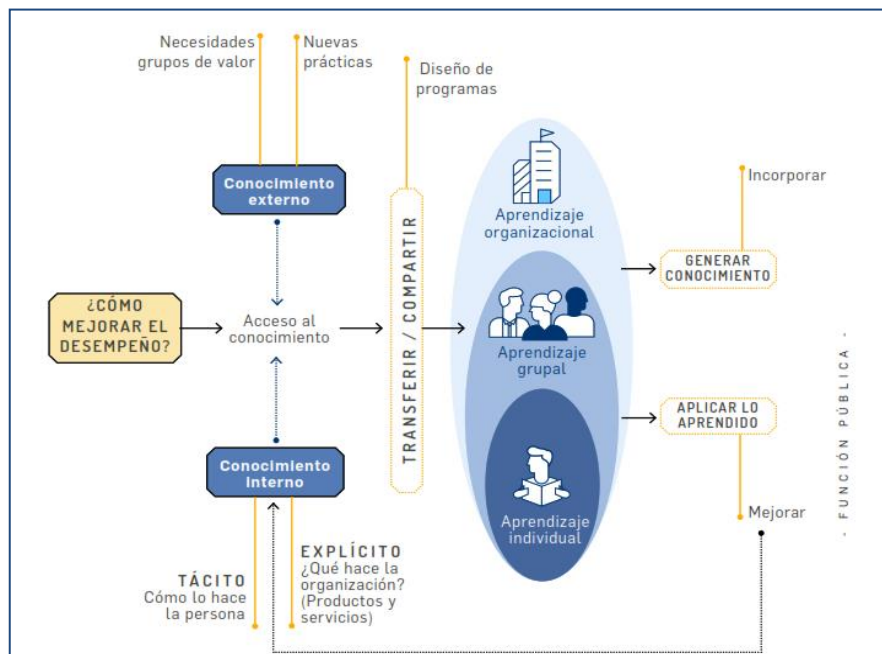 Necesidades
grupos de valor
Nuevas
prácticas
Diseño de
programas
Conocimiento
externo
¿CÓMO
MEJORAR EL
DESEMPEÑO?
Acceso al
conocimiento
TRANSFERIR / COMPARTIR
Aprendizaje
organizacional
Aprendizaje
grupal
Aprendizaje
individual
Incorporar
GENERAR
CONOCIMIENTO
APLICAR LO
APRENDIDO
Mejorar
Conocimiento
Interno
TÁCITO
Cómo lo hace
la persona
EXPLÍCITO
¿Qué hace la
organización?
(Productos y
servicios)
- FUNCIÓN PÚBLICA -